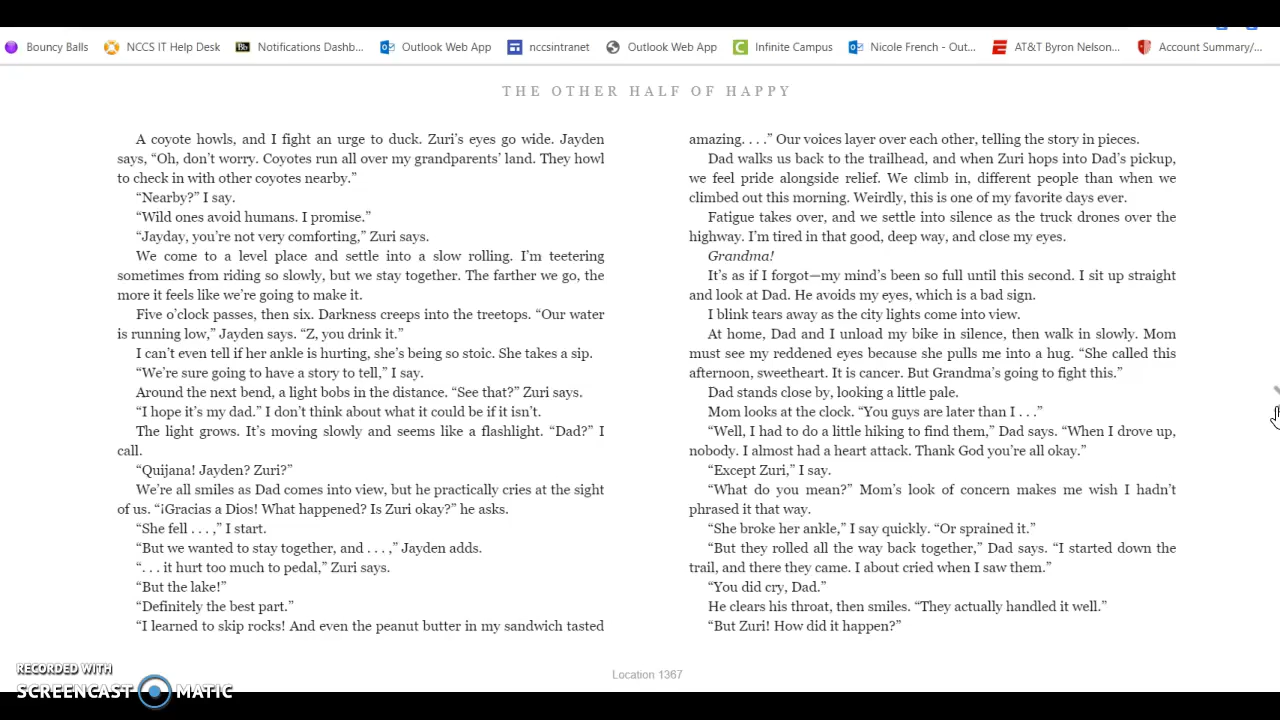 Bouncy Balls NCCS IT Help Desk Bb Notifications Dashb... Outlook Web App nccsintranet Outlook Web App Infinite Campus Nicole French - Out... AT&T Byron Nelson... Account Summary/...
THE OTHER HALF OF HAPPY
A coyote howls, and I fight an urge to duck. Zuri’s eyes go wide. Jayden
says, “Oh, don’t worry. Coyotes run all over my grandparents’ land. They howl
to check in with other coyotes nearby.”
“Nearby?” I say.
“Wild ones avoid humans. I promise.”
“Jayday, you’re not very comforting,” Zuri says.
We come to a level place and settle into a slow rolling. I’m teetering
sometimes from riding so slowly, but we stay together. The farther we go, the
more it feels like we’re going to make it.
Five o’clock passes, then six. Darkness creeps into the treetops. “Our water
is running low,” Jayden says. “Z, you drink it.”
I can’t even tell if her ankle is hurting, she’s being so stoic. She takes a sip.
“We’re sure going to have a story to tell,” I say.
Around the next bend, a light bobs in the distance. “See that?” Zuri says.
“I hope it’s my dad.” I don’t think about what it could be if it isn’t.
The light grows. It’s moving slowly and seems like a flashlight. “Dad?” I
call.
“Quijana! Jayden? Zuri?”
We’re all smiles as Dad comes into view, but he practically cries at the sight
of us. “¡Gracias a Dios! What happened? Is Zuri okay?” he asks.
“She fell . . . ,” I start.
“But we wanted to stay together, and . . . ,” Jayden adds.
“. . . it hurt too much to pedal,” Zuri says.
“But the lake!”
“Definitely the best part.”
“I learned to skip rocks! And even the peanut butter in my sandwich tasted
amazing. . . .” Our voices layer over each other, telling the story in pieces.
Dad walks us back to the trailhead, and when Zuri hops into Dad’s pickup,
we feel pride alongside relief. We climb in, different people than when we
climbed out this morning. Weirdly, this is one of my favorite days ever.
Fatigue takes over, and we settle into silence as the truck drones over the
highway. I’m tired in that good, deep way, and close my eyes.
Grandma!
It’s as if I forgot—my mind’s been so full until this second. I sit up straight
and look at Dad. He avoids my eyes, which is a bad sign.
I blink tears away as the city lights come into view.
At home, Dad and I unload my bike in silence, then walk in slowly. Mom
must see my reddened eyes because she pulls me into a hug. “She called this
afternoon, sweetheart. It is cancer. But Grandma’s going to fight this.”
Dad stands close by, looking a little pale.
Mom looks at the clock. “You guys are later than I . . .”
“Well, I had to do a little hiking to find them,” Dad says. “When I drove up,
nobody. I almost had a heart attack. Thank God you’re all okay.”
“Except Zuri,” I say.
“What do you mean?” Mom’s look of concern makes me wish I hadn’t
phrased it that way.
“She broke her ankle,” I say quickly. “Or sprained it.”
“But they rolled all the way back together,” Dad says. “I started down the
trail, and there they came. I about cried when I saw them.”
“You did cry, Dad.”
He clears his throat, then smiles. “They actually handled it well.”
“But Zuri! How did it happen?”
Location 1367
RECORDED WITH
SCREENCAST MATIC